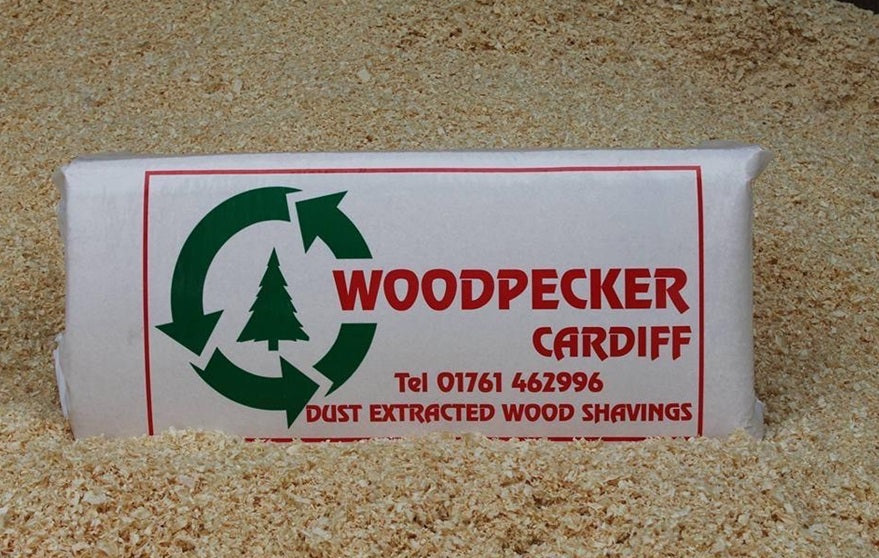 WOODPECKER
CARDIFF
Tel 01761 462996
DUST EXTRACTED WOOD SHAVINGS